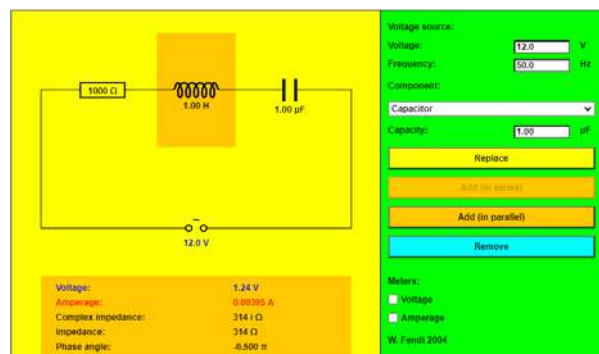 1000 Ω
1.00 H
1.00 µF
~
12.0 V
Voltage: 1.24 V
Amperage: 0.00395 A
Complex impedance: 314 i Ω
Impedance: 314 Ω
Phase angle: -0.500 π
Voltage source:
Voltage: 12.0 V
Frequency: 50.0 Hz
Component:
Capacitor
Capacity: 1.00 µF
Replace
Add (in series)
Add (in parallel)
Remove
Meters:
Voltage
Amperage
W. Fendt 2004